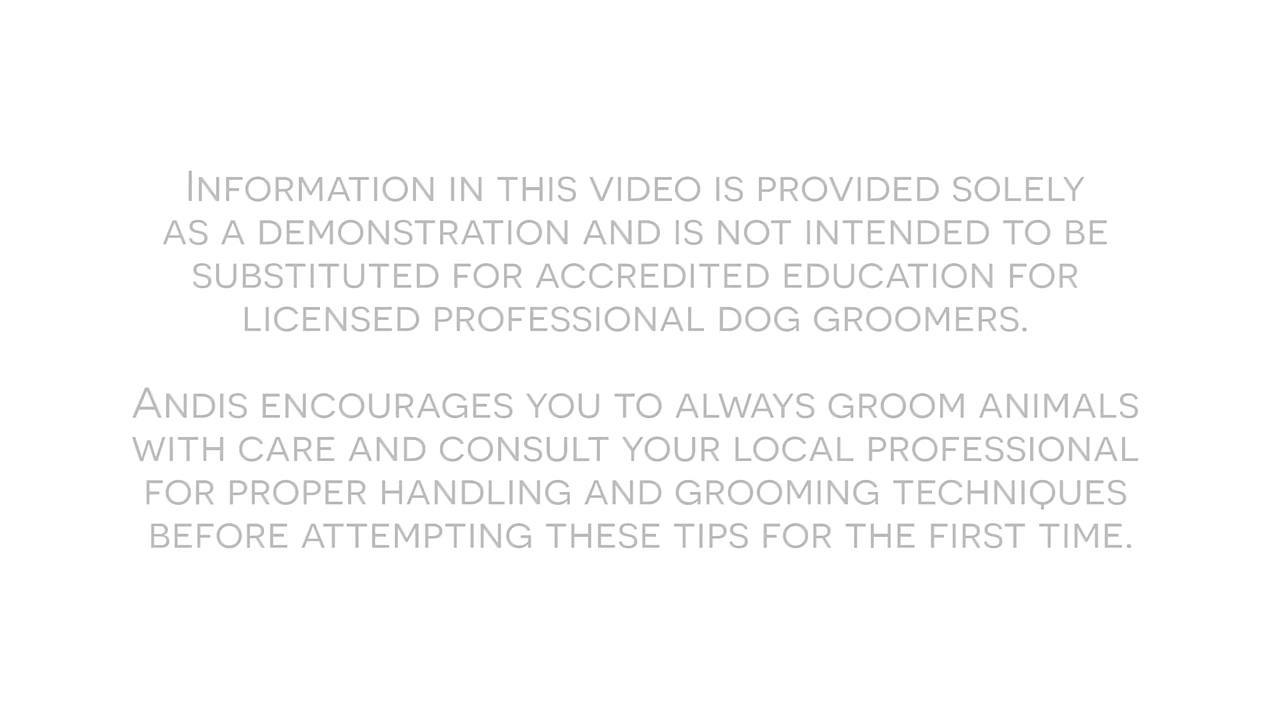 Information in this video is provided solely
as a demonstration and is not intended to be
substituted for accredited education for
licensed professional dog groomers.
Andis encourages you to always groom animals
with care and consult your local professional
for proper handling and grooming techniques
before attempting these tips for the first time.